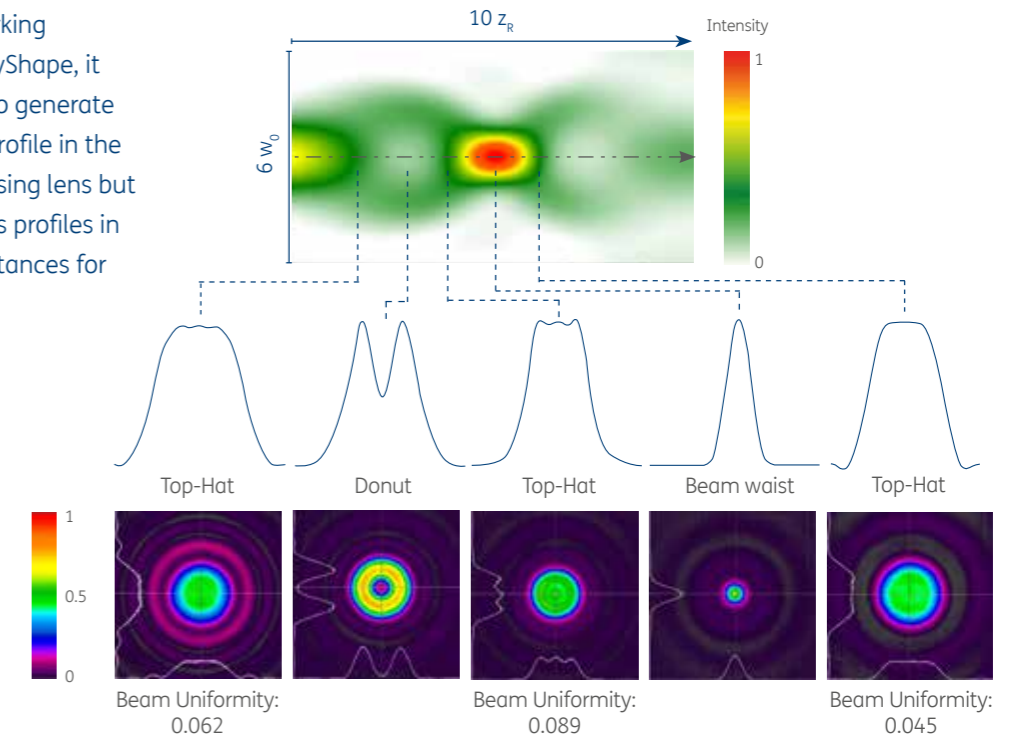 king
yShape, it
o generate
rofile in the
sing lens but
s profiles in
tances for
10 z_R
Intensity
1
0
6 w_0
Top-Hat
Donut
Top-Hat
Beam waist
Top-Hat
1
0.5
0
Beam Uniformity:
0.062
Beam Uniformity:
0.089
Beam Uniformity:
0.045